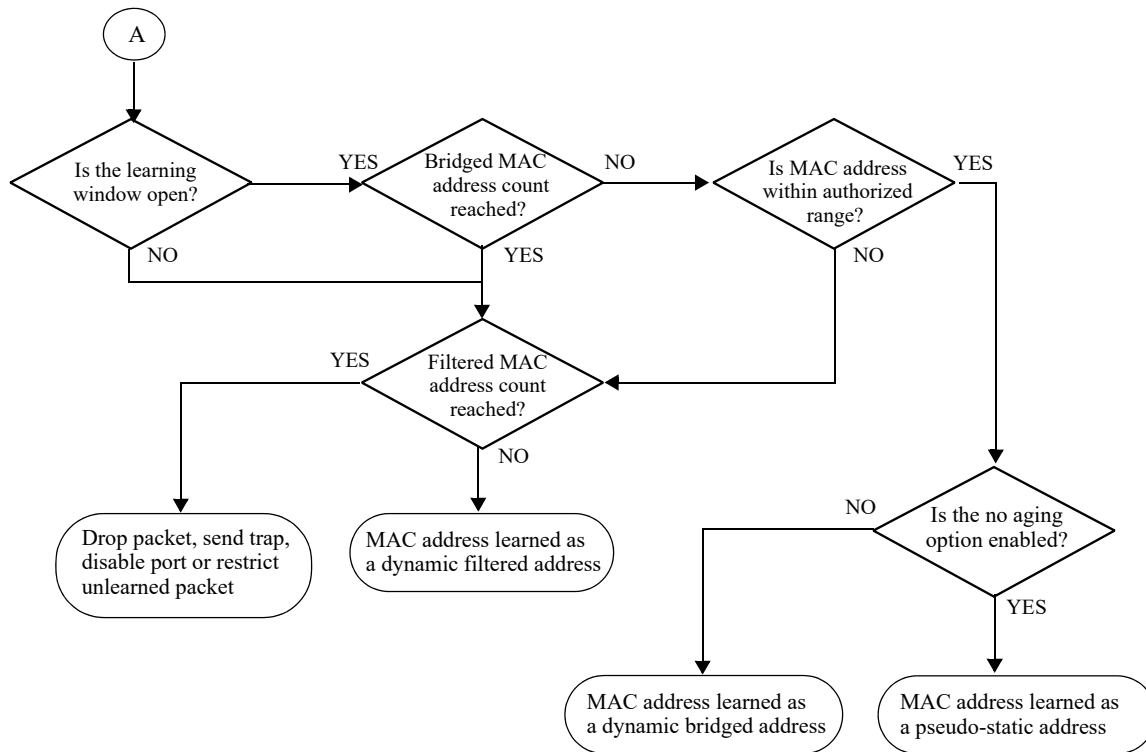 A
Is the learning
window open?
YES
NO
Bridged MAC
address count
reached?
NO
YES
Is MAC address
within authorized
range?
YES
NO
Filtered MAC
address count
reached?
YES
NO
Drop packet, send trap,
disable port or restrict
unlearned packet
MAC address learned as
a dynamic filtered address
Is the no aging
option enabled?
NO
YES
MAC address learned as
a dynamic bridged address
MAC address learned as
a pseudo-static address